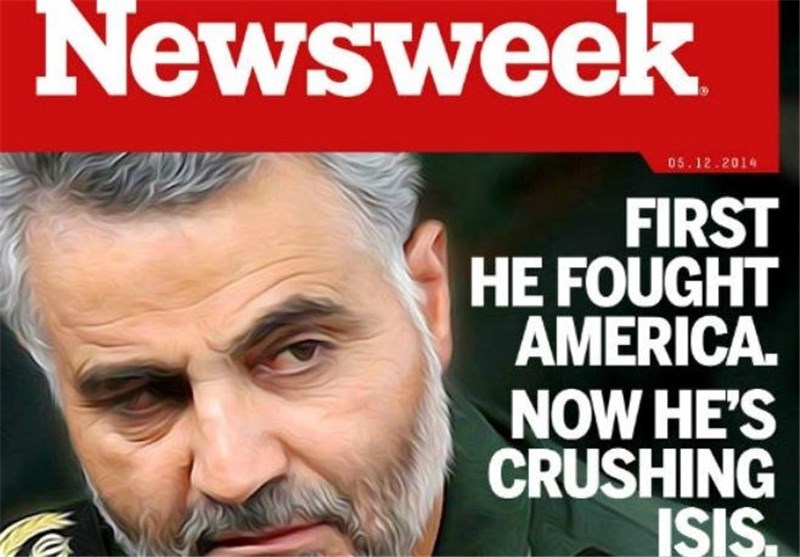 Newsweek
05.12.2014
FIRST
HE FOUGHT
AMERICA.
NOW HE'S
CRUSHING
ISIS.